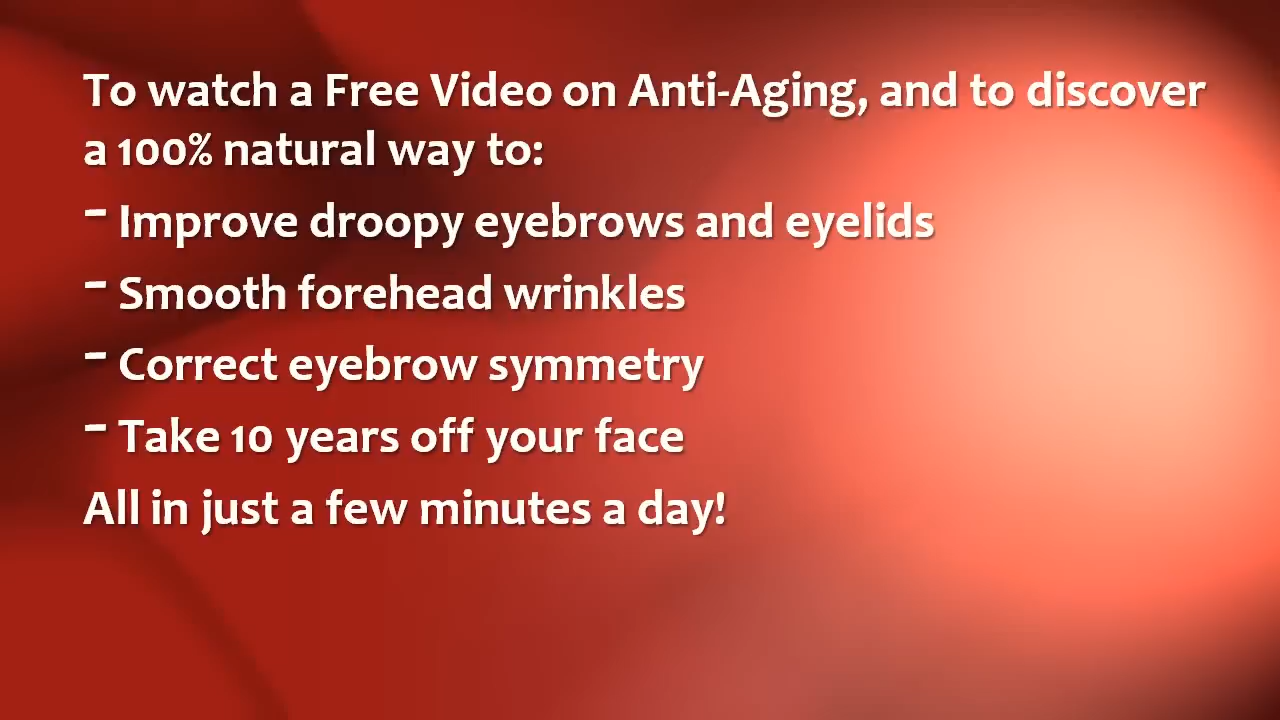 To watch a Free Video on Anti-Aging, and to discover
a 100% natural way to:
- Improve droopy eyebrows and eyelids
- Smooth forehead wrinkles
- Correct eyebrow symmetry
- Take 10 years off your face
All in just a few minutes a day!